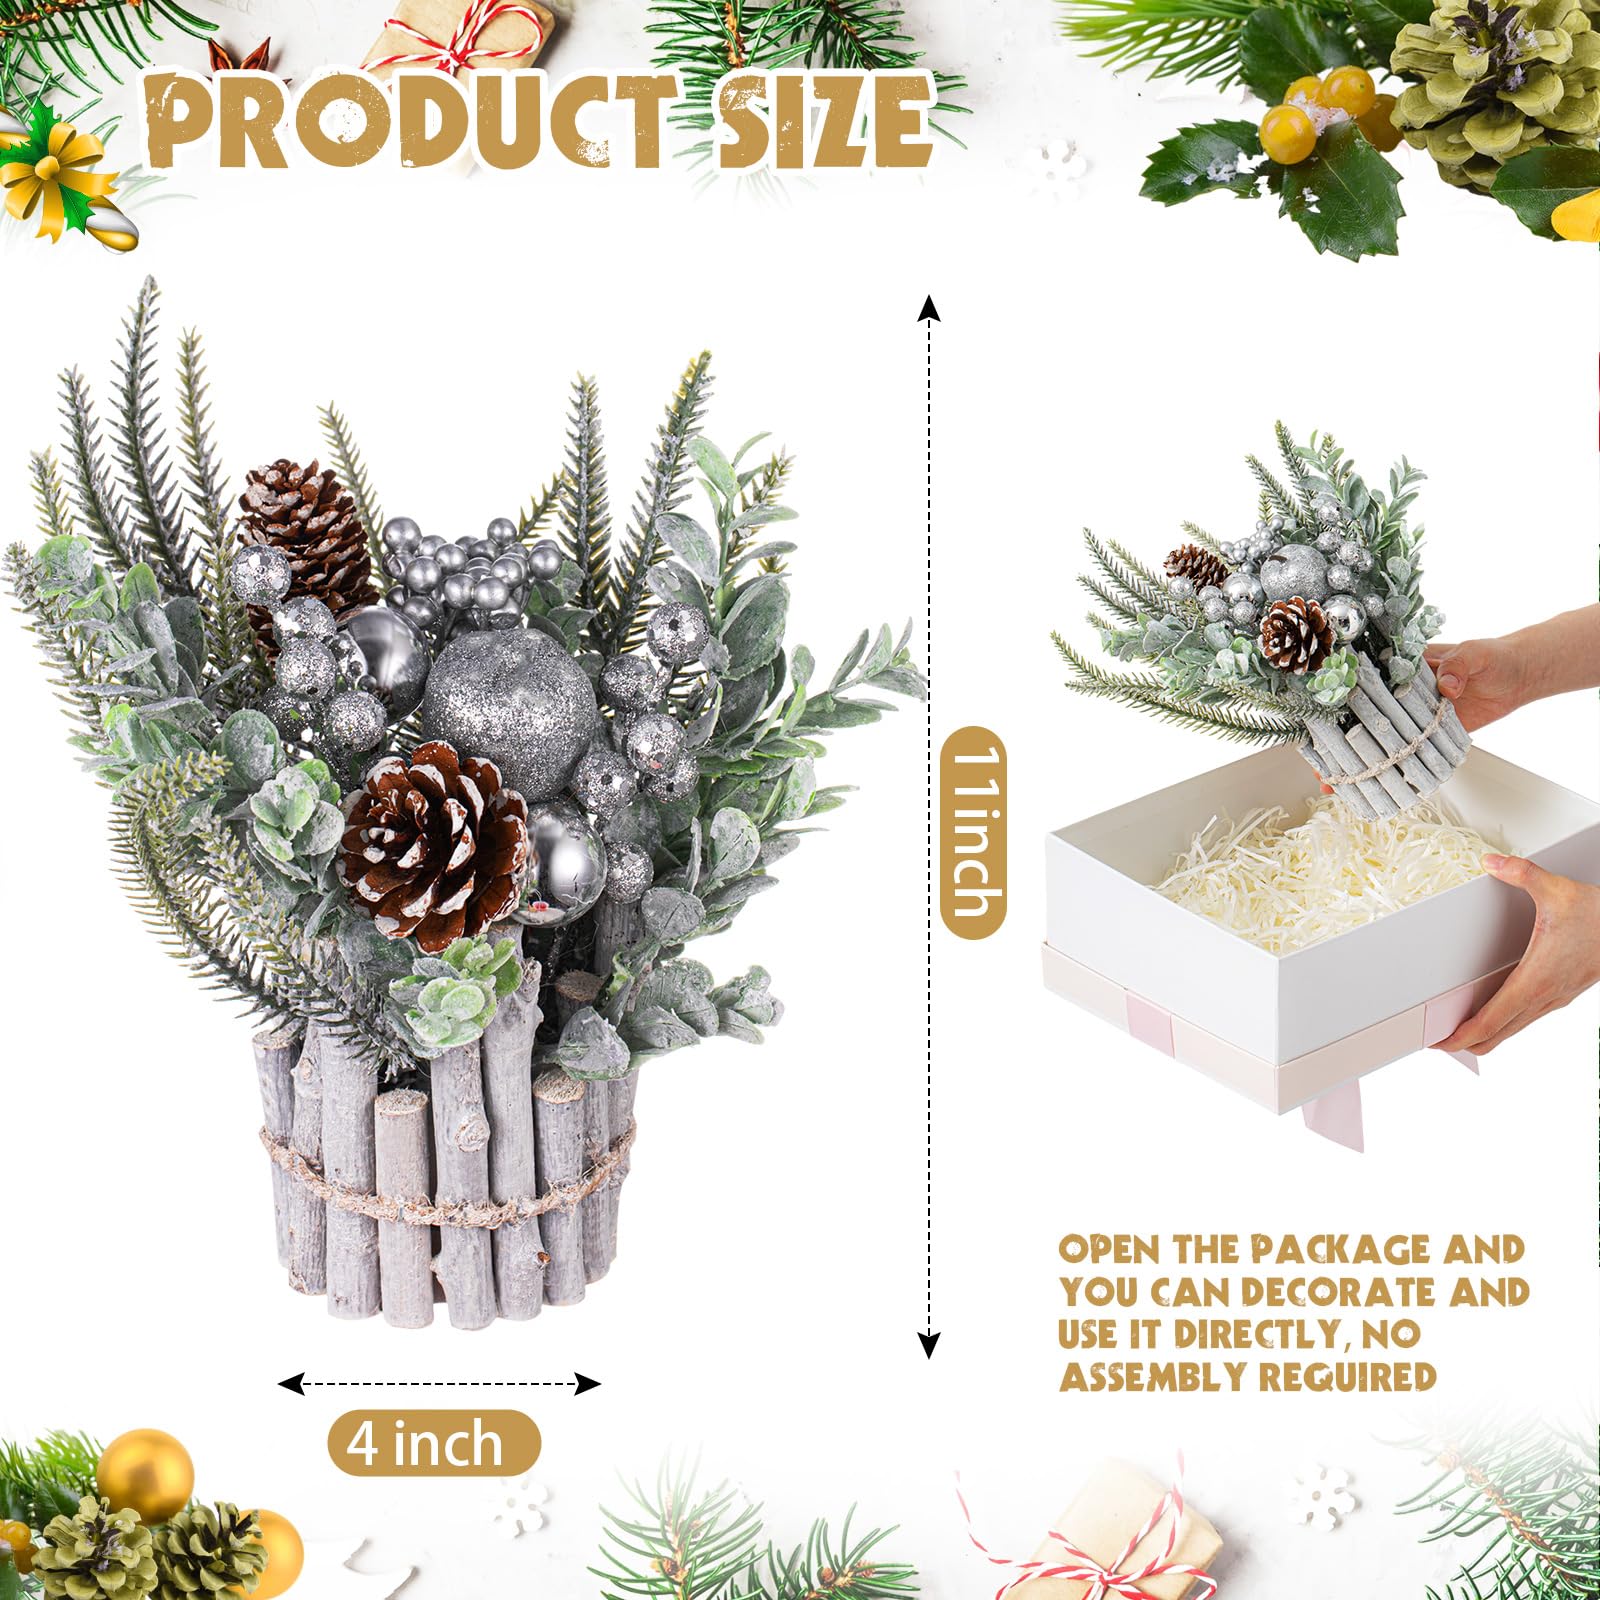 PRODUCT SIZE
11inch
4 inch
OPEN THE PACKAGE AND
YOU CAN DECORATE AND
USE IT DIRECTLY, NO
ASSEMBLY REQUIRED